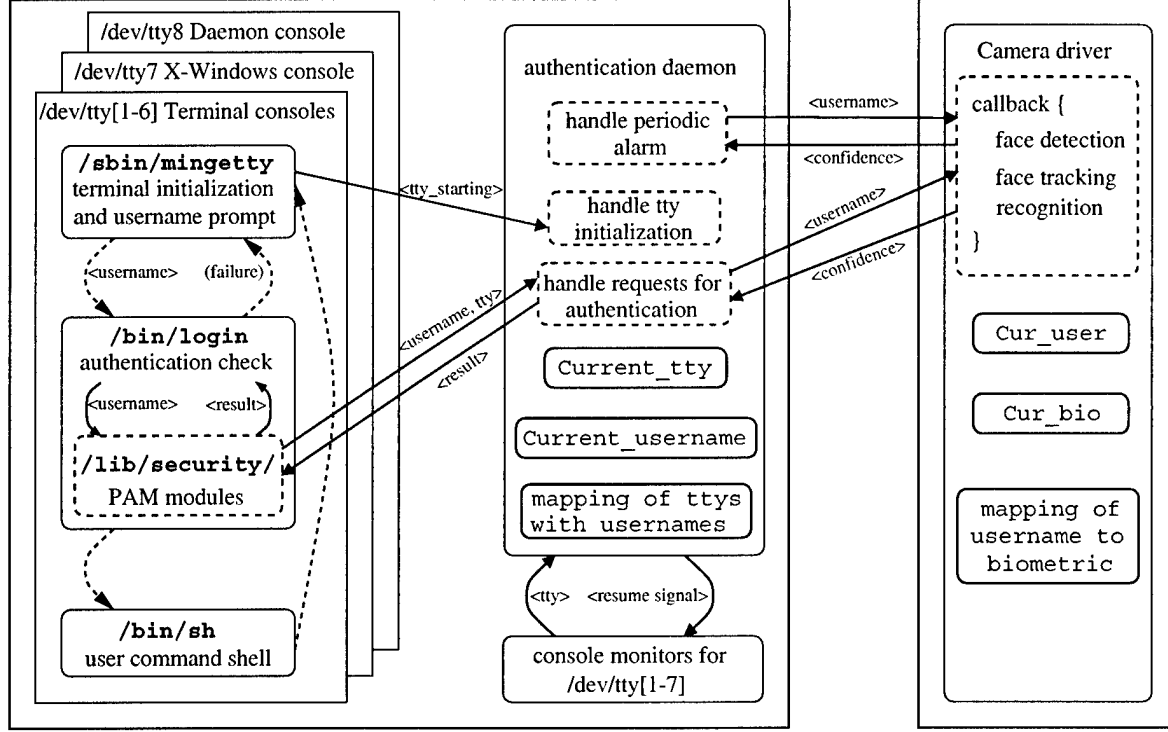 /dev/tty8 Daemon console
/dev/tty7 X-Windows console
/dev/tty[1-6] Terminal consoles
/sbin/mingetty
terminal initialization
and username prompt
<username>
(failure)
/bin/login
authentication check
<username>
<result>
/lib/security/
PAM modules
/bin/sh
user command shell
<tty_starting>
<username, tty>
<result>
authentication daemon
handle periodic
alarm
handle tty
initialization
handle requests for
authentication
Current_tty
Current_username
mapping of ttys
with usernames
<tty>
<resume signal>
console monitors for
/dev/tty[1-7]
<username>
<confidence>
<username>
<confidence>
Camera driver
callback {
face detection
face tracking
recognition
}
Cur_user
Cur_bio
mapping of
username to
biometric